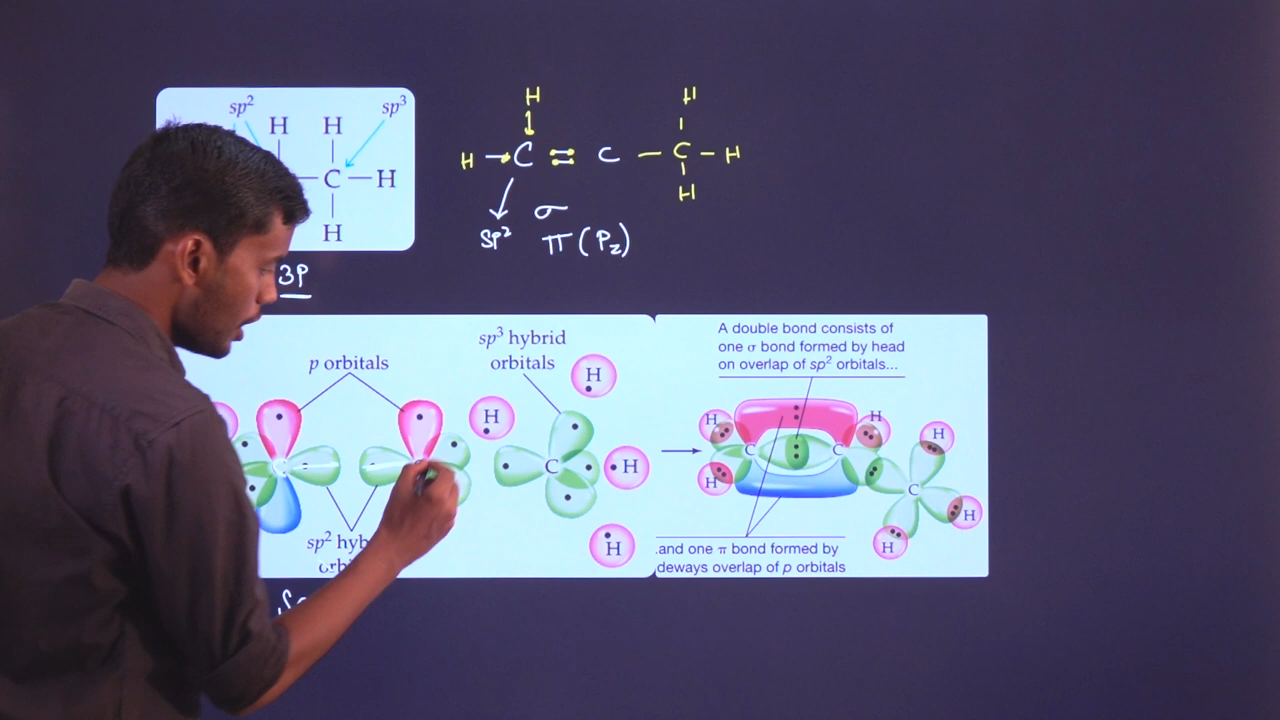 sp² sp³
H H
C—H
H
3P
H H
H → C :: C — C — H
H
sp² σ
π (Pz)
sp³ hybrid
orbitals
p orbitals
H
H
C
C H
H
sp² hyb
A double bond consists of
one σ bond formed by head
on overlap of sp² orbitals...
H H H
C C
H C
H
H
and one π bond formed by
deways overlap of p orbitals